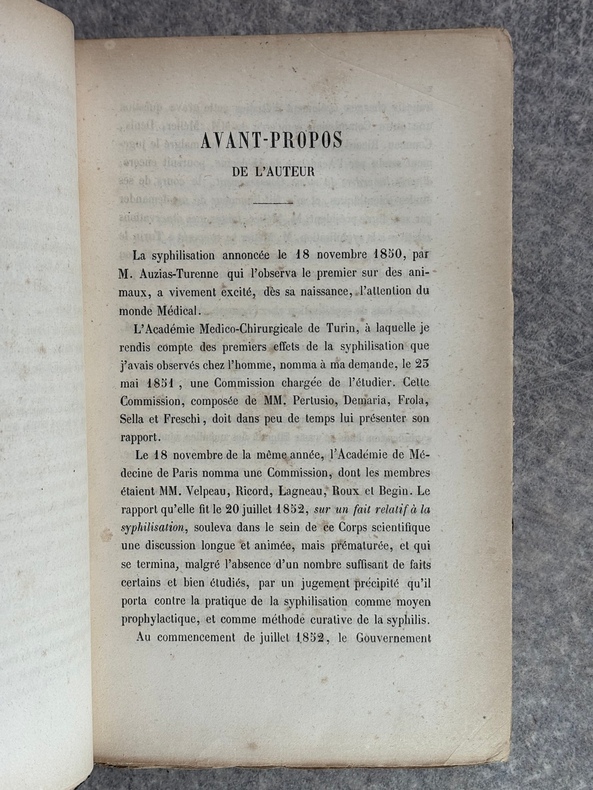 AVANT-PROPOS
DE L'AUTEUR
La syphilisation annoncée le 18 novembre 1850, par
M. Auzias-Turenne qui l'observa le premier sur des ani-
maux, a vivement excité, dès sa naissance, l'attention du
monde Médical.
L'Académie Medico-Chirurgicale de Turin, à laquelle je
rendis compte des premiers effets de la syphilisation que
j'avais observés chez l'homme, nomma à ma demande, le 23
mai 1851, une Commission chargée de l'étudier. Cette
Commission, composée de MM. Pertusio, Demaria, Frola,
Sella et Freschi, doit dans peu de temps lui présenter son
rapport.
Le 18 novembre de la même année, l'Académie de Mé-
decine de Paris nomma une Commission, dont les membres
étaient MM. Velpeau, Ricord, Lagneau, Roux et Begin. Le
rapport qu'elle fit le 20 juillet 1852, sur un fait relatif à la
syphilisation, souleva dans le sein de ce Corps scientifique
une discussion longue et animée, mais prématurée, et qui
se termina, malgré l'absence d'un nombre suffisant de faits
certains et bien étudiés, par un jugement précipité qu'il
porta contre la pratique de la syphilisation comme moyen
prophylactique, et comme méthode curative de la syphilis.
Au commencement de juillet 1852, le Gouvernement